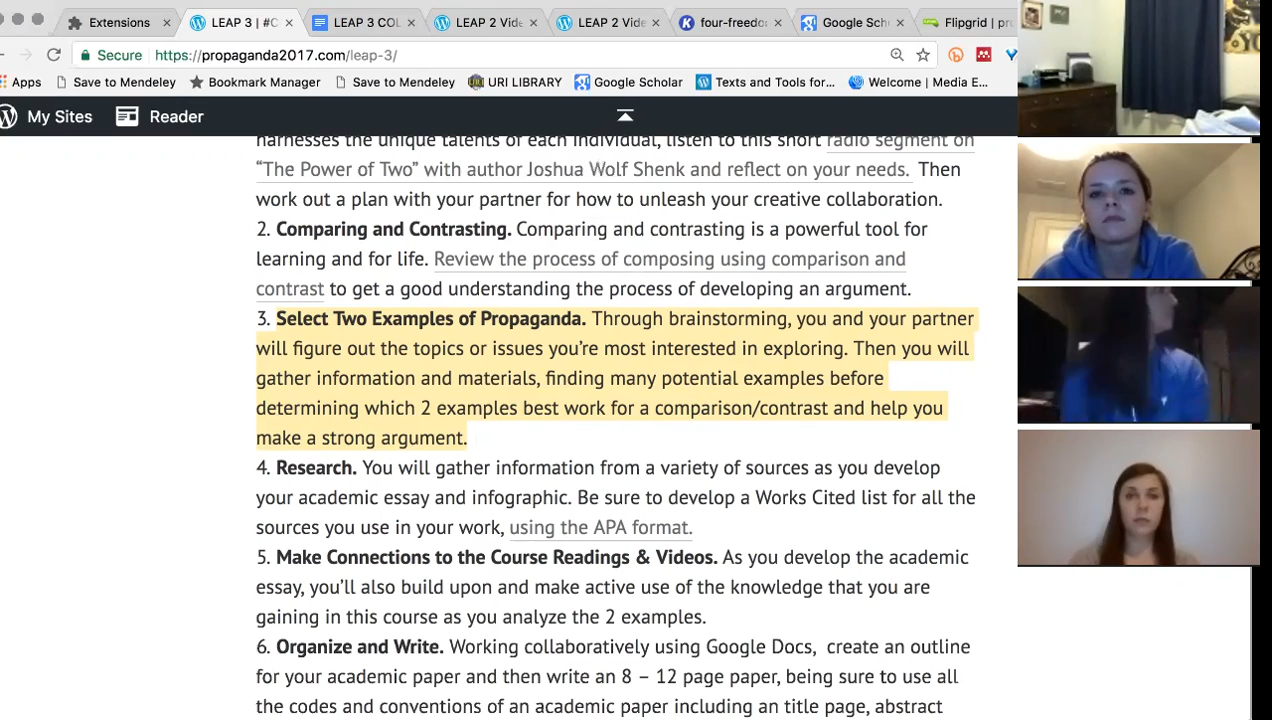 Extensions
LEAP 3 | #C
LEAP 3 COL
LEAP 2 Vide
LEAP 2 Vide
four-freedo
Google Sch
Flipgrid | c
Secure
https://propaganda2017.com/leap-3/
Apps
Save to Mendeley
Bookmark Manager
Save to Mendeley
URI LIBRARY
Google Scholar
Texts and Tools for...
Welcome | Media E...
My Sites
Reader
harnesses the unique talents of each individual, listen to this short radio segment on
“The Power of Two” with author Joshua Wolf Shenk and reflect on your needs. Then
work out a plan with your partner for how to unleash your creative collaboration.
2. Comparing and Contrasting. Comparing and contrasting is a powerful tool for
learning and for life. Review the process of composing using comparison and
contrast to get a good understanding the process of developing an argument.
3. Select Two Examples of Propaganda. Through brainstorming, you and your partner
will figure out the topics or issues you’re most interested in exploring. Then you will
gather information and materials, finding many potential examples before
determining which 2 examples best work for a comparison/contrast and help you
make a strong argument.
4. Research. You will gather information from a variety of sources as you develop
your academic essay and infographic. Be sure to develop a Works Cited list for all the
sources you use in your work, using the APA format.
5. Make Connections to the Course Readings & Videos. As you develop the academic
essay, you’ll also build upon and make active use of the knowledge that you are
gaining in this course as you analyze the 2 examples.
6. Organize and Write. Working collaboratively using Google Docs, create an outline
for your academic paper and then write an 8 – 12 page paper, being sure to use all
the codes and conventions of an academic paper including an title page, abstract